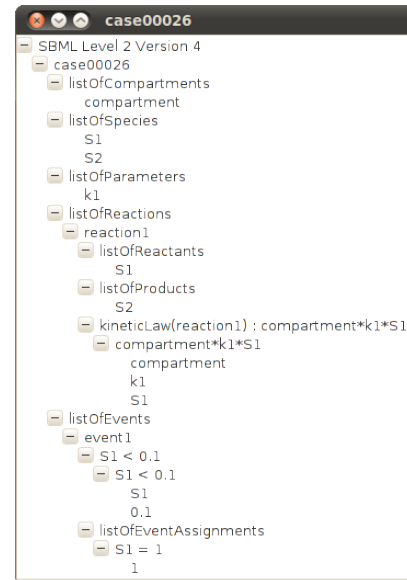 case00026
SBML Level 2 Version 4
case00026
listOfCompartments
compartment
listOfSpecies
S1
S2
listOfParameters
k1
listOfReactions
reaction1
listOfReactants
S1
listOfProducts
S2
kineticLaw(reaction1) : compartment*k1*S1
compartment*k1*S1
compartment
k1
S1
listOfEvents
event1
S1 < 0.1
S1 < 0.1
S1
0.1
listOfEventAssignments
S1 = 1
1